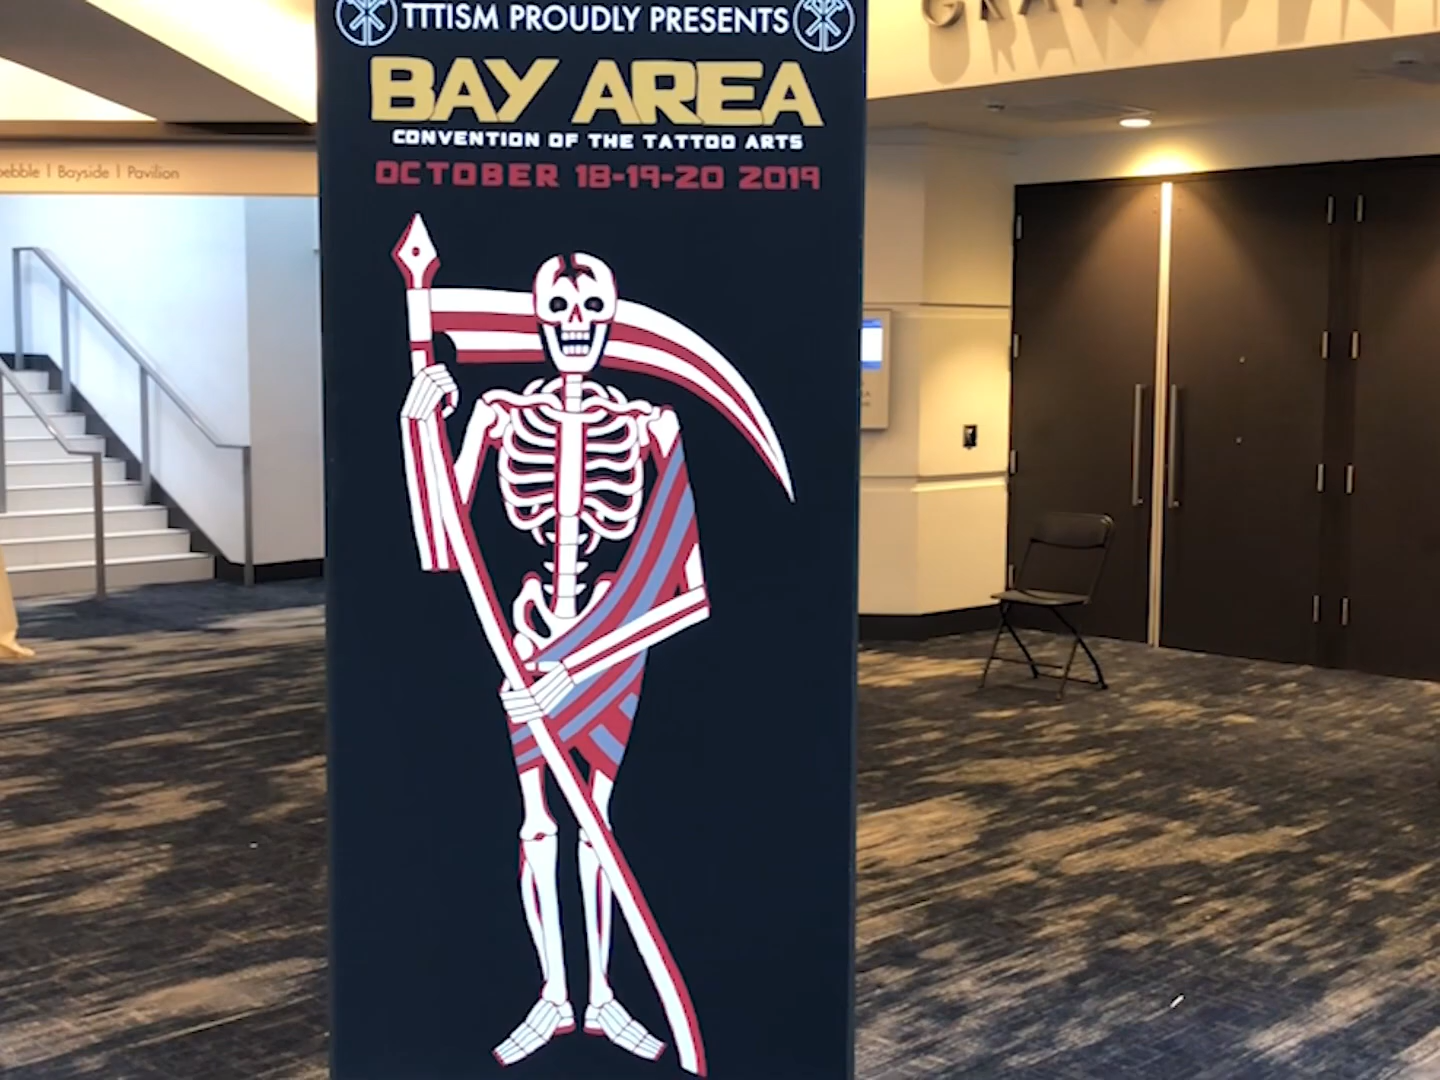 TTTISM PROUDLY PRESENTS
BAY AREA
CONVENTION OF THE TATTOO ARTS
OCTOBER 18-19-20 2019
Bayside | Pavilion